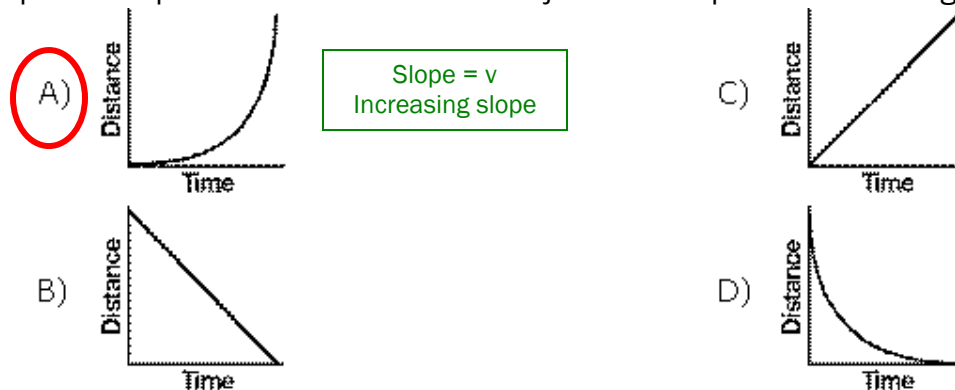 A)
Distance
Time
Slope = v
Increasing slope
C)
Distance
Time
B)
Distance
Time
D)
Distance
Time